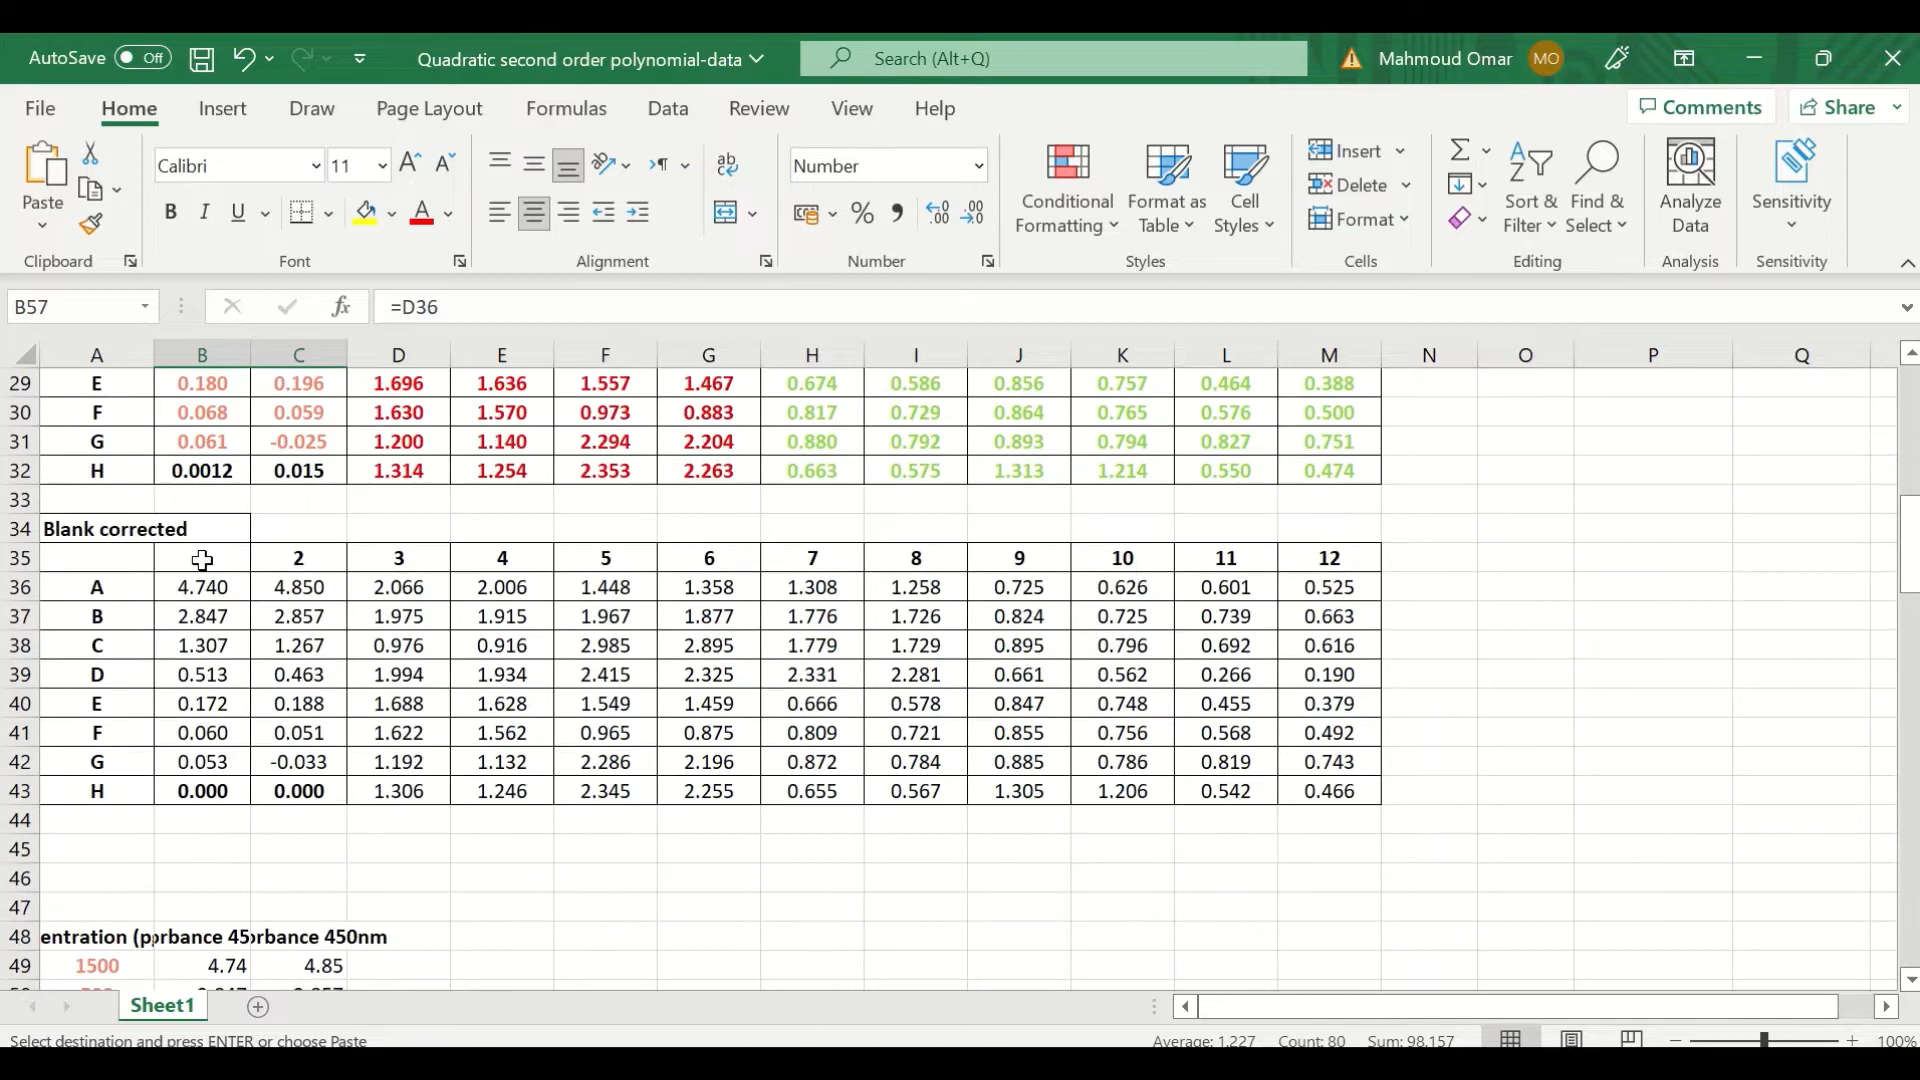 AutoSave Off Quadratic second order polynomial-data Search (Alt+Q) Mahmoud Omar MO
File Home Insert Draw Page Layout Formulas Data Review View Help Comments Share
Paste Calibri 11 A A B I U A ab Number % Conditional Formatting Format as Table Cell Styles Insert Delete Format Sort & Filter Find & Select Analyze Data Sensitivity
Clipboard Font Alignment Number Styles Cells Editing Analysis Sensitivity
B57 fx =D36
A B C D E F G H I J K L M N O P Q
29 E 0.180 0.196 1.696 1.636 1.557 1.467 0.674 0.586 0.856 0.757 0.464 0.388
30 F 0.068 0.059 1.630 1.570 0.973 0.883 0.817 0.729 0.864 0.765 0.576 0.500
31 G 0.061 -0.025 1.200 1.140 2.294 2.204 0.880 0.792 0.893 0.794 0.827 0.751
32 H 0.0012 0.015 1.314 1.254 2.353 2.263 0.663 0.575 1.313 1.214 0.550 0.474
33
34 Blank corrected
35 2 3 4 5 6 7 8 9 10 11 12
36 A 4.740 4.850 2.066 2.006 1.448 1.358 1.308 1.258 0.725 0.626 0.601 0.525
37 B 2.847 2.857 1.975 1.915 1.967 1.877 1.776 1.726 0.824 0.725 0.739 0.663
38 C 1.307 1.267 0.976 0.916 2.985 2.895 1.779 1.729 0.895 0.796 0.692 0.616
39 D 0.513 0.463 1.994 1.934 2.415 2.325 2.331 2.281 0.661 0.562 0.266 0.190
40 E 0.172 0.188 1.688 1.628 1.549 1.459 0.666 0.578 0.847 0.748 0.455 0.379
41 F 0.060 0.051 1.622 1.562 0.965 0.875 0.809 0.721 0.855 0.756 0.568 0.492
42 G 0.053 -0.033 1.192 1.132 2.286 2.196 0.872 0.784 0.885 0.786 0.819 0.743
43 H 0.000 0.000 1.306 1.246 2.345 2.255 0.655 0.567 1.305 1.206 0.542 0.466
44
45
46
47
48 entration (p rbance 45 rbance 450nm
49 1500 4.74 4.85
Sheet1
Select destination and press ENTER or choose Paste Average: 1.227 Count: 80 Sum: 98.157 100%